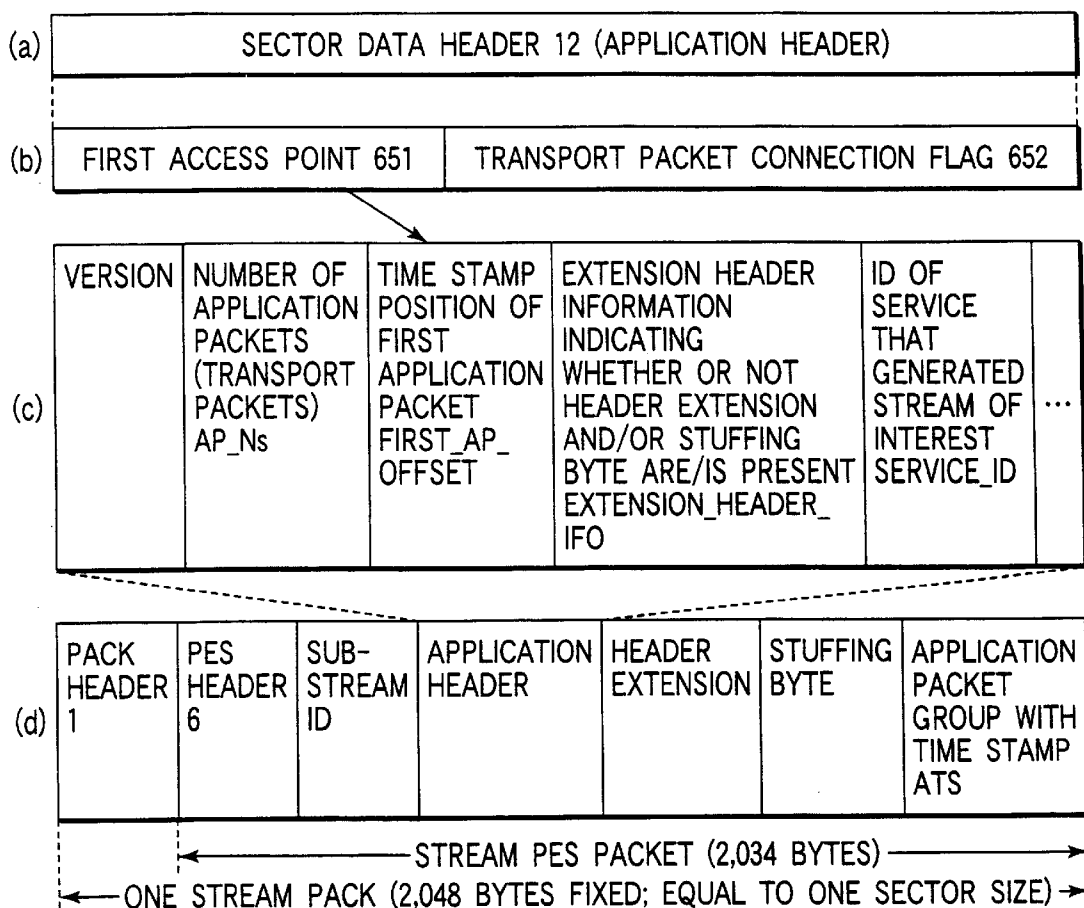 (a)
SECTOR DATA HEADER 12 (APPLICATION HEADER)
(b)
FIRST ACCESS POINT 651
TRANSPORT PACKET CONNECTION FLAG 652
(c)
VERSION
NUMBER OF
APPLICATION
PACKETS
(TRANSPORT
PACKETS)
AP_Ns
TIME STAMP
POSITION OF
FIRST
APPLICATION
PACKET
FIRST_AP_
OFFSET
EXTENSION HEADER
INFORMATION
INDICATING
WHETHER OR NOT
HEADER EXTENSION
AND/OR STUFFING
BYTE ARE/IS PRESENT
EXTENSION_HEADER_
IFO
ID OF
SERVICE
THAT
GENERATED
STREAM OF
INTEREST
SERVICE_ID
...
(d)
PACK
HEADER
1
PES
HEADER
6
SUB-
STREAM
ID
APPLICATION
HEADER
HEADER
EXTENSION
STUFFING
BYTE
APPLICATION
PACKET
GROUP WITH
TIME STAMP
ATS
STREAM PES PACKET (2,034 BYTES)
ONE STREAM PACK (2,048 BYTES FIXED; EQUAL TO ONE SECTOR SIZE)